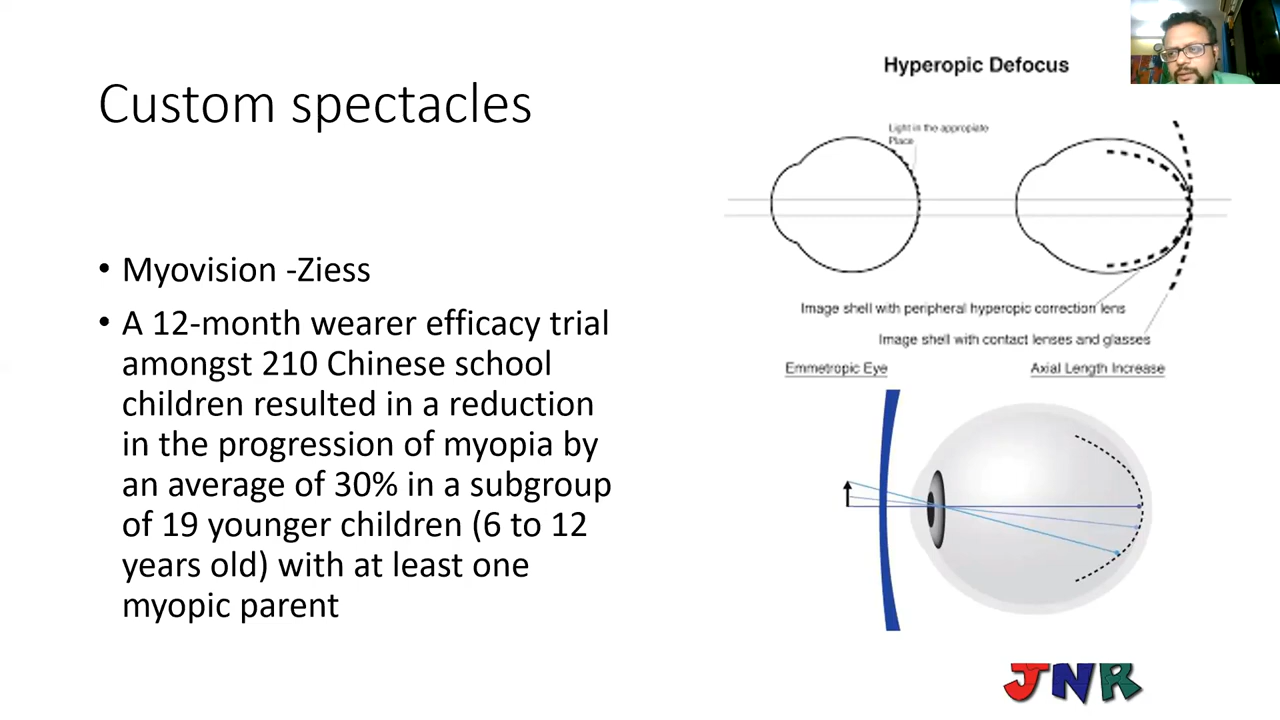 Custom spectacles
• Myovision -Ziess
• A 12-month wearer efficacy trial
amongst 210 Chinese school
children resulted in a reduction
in the progression of myopia by
an average of 30% in a subgroup
of 19 younger children (6 to 12
years old) with at least one
myopic parent
Hyperopic Defocus
Light in the appropiate
Place
Image shell with peripheral hyperopic correction lens
Image shell with contact lenses and glasses
Emmetropic Eye
Axial Length Increase
JNR